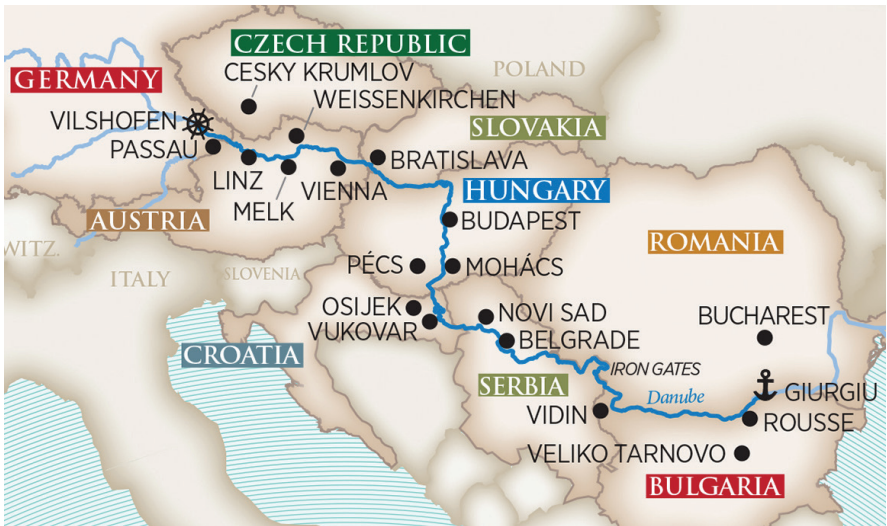 CZECH REPUBLIC
POLAND
GERMANY
CESKY KRUMLOV
WEISSENKIRCHEN
VILSHOFEN
SLOVAKIA
PASSAU
BRATISLAVA
LINZ
VIENNA
HUNGARY
MELK
AUSTRIA
BUDAPEST
WITZ.
ROMANIA
ITALY
SLOVENIA
PÉCS
MOHÁCS
OSIJEK
NOVI SAD
BUCHAREST
VUKOVAR
BELGRADE
CROATIA
IRON GATES
SERBIA
Danube
GIURGIU
VIDIN
ROUSSE
VELIKO TARNOVO
BULGARIA